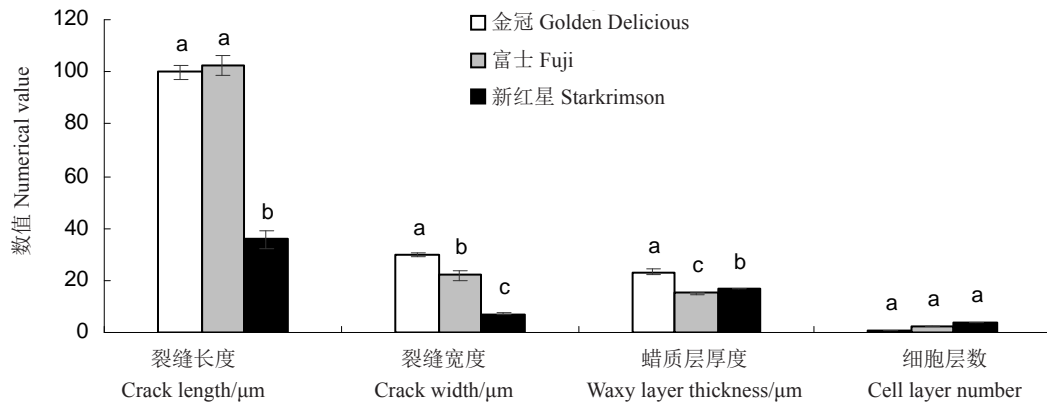 120
100
80
60
40
20
0
数值 Numerical value
金冠 Golden Delicious
富士 Fuji
新红星 Starkrimson
a
a
b
a
b
c
a
c
b
a
a
a
裂缝长度
Crack length/μm
裂缝宽度
Crack width/μm
蜡质层厚度
Waxy layer thickness/μm
细胞层数
Cell layer number